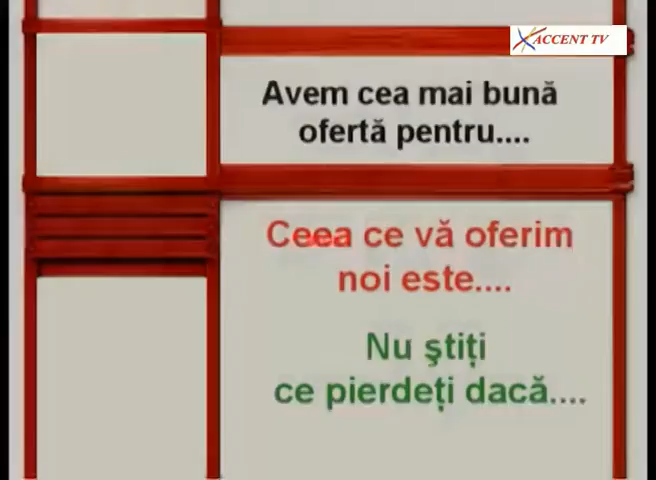 ACCENT TV
Avem cea mai bună
ofertă pentru....
Ceea ce vă oferim
noi este....
Nu ştiţi
ce pierdeţi dacă....